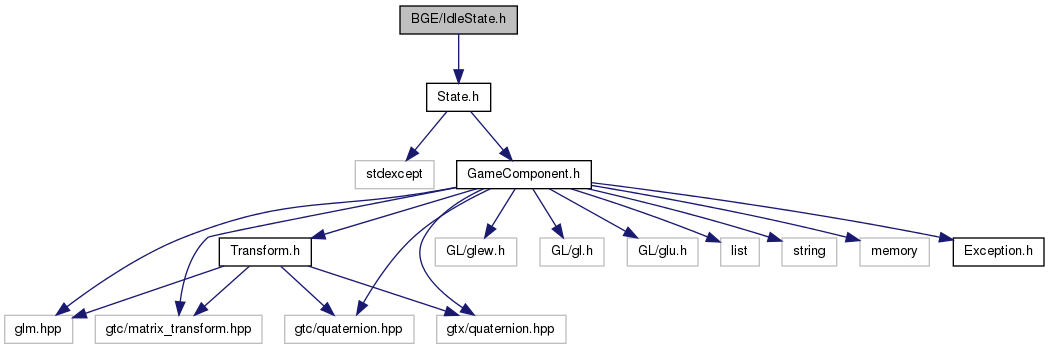 BGE/IdleState.h
State.h
stdexcept
GameComponent.h
Transform.h
GL/glew.h
GL/gl.h
GL/glu.h
list
string
memory
Exception.h
glm.hpp
gtc/matrix_transform.hpp
gtc/quaternion.hpp
gtx/quaternion.hpp